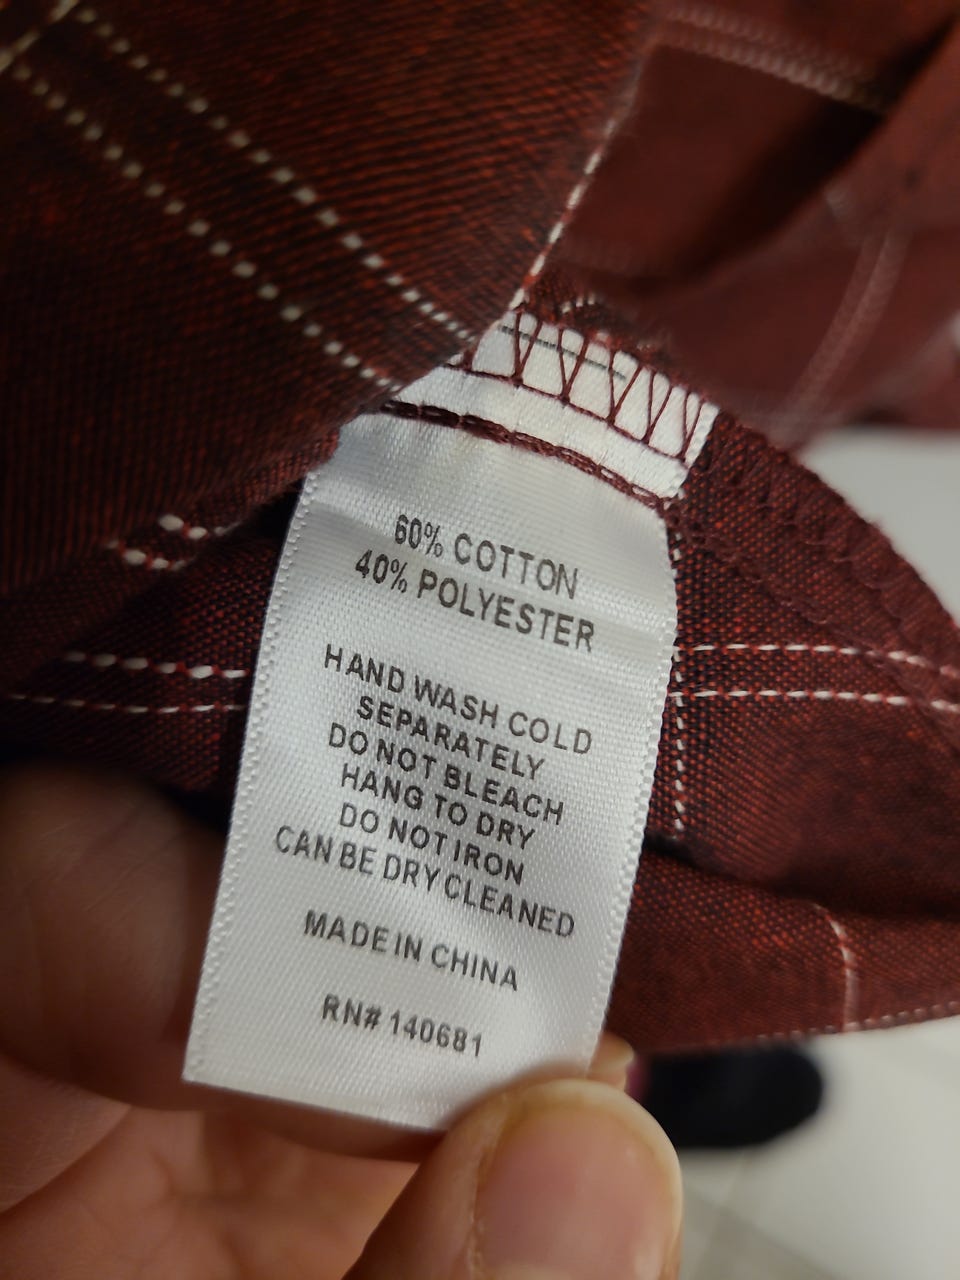 60% COTTON
40% POLYESTER
HAND WASH COLD
SEPARATELY
DO NOT BLEACH
HANG TO DRY
DO NOT IRON
CAN BE DRY CLEANED
MADE IN CHINA
RN# 140681